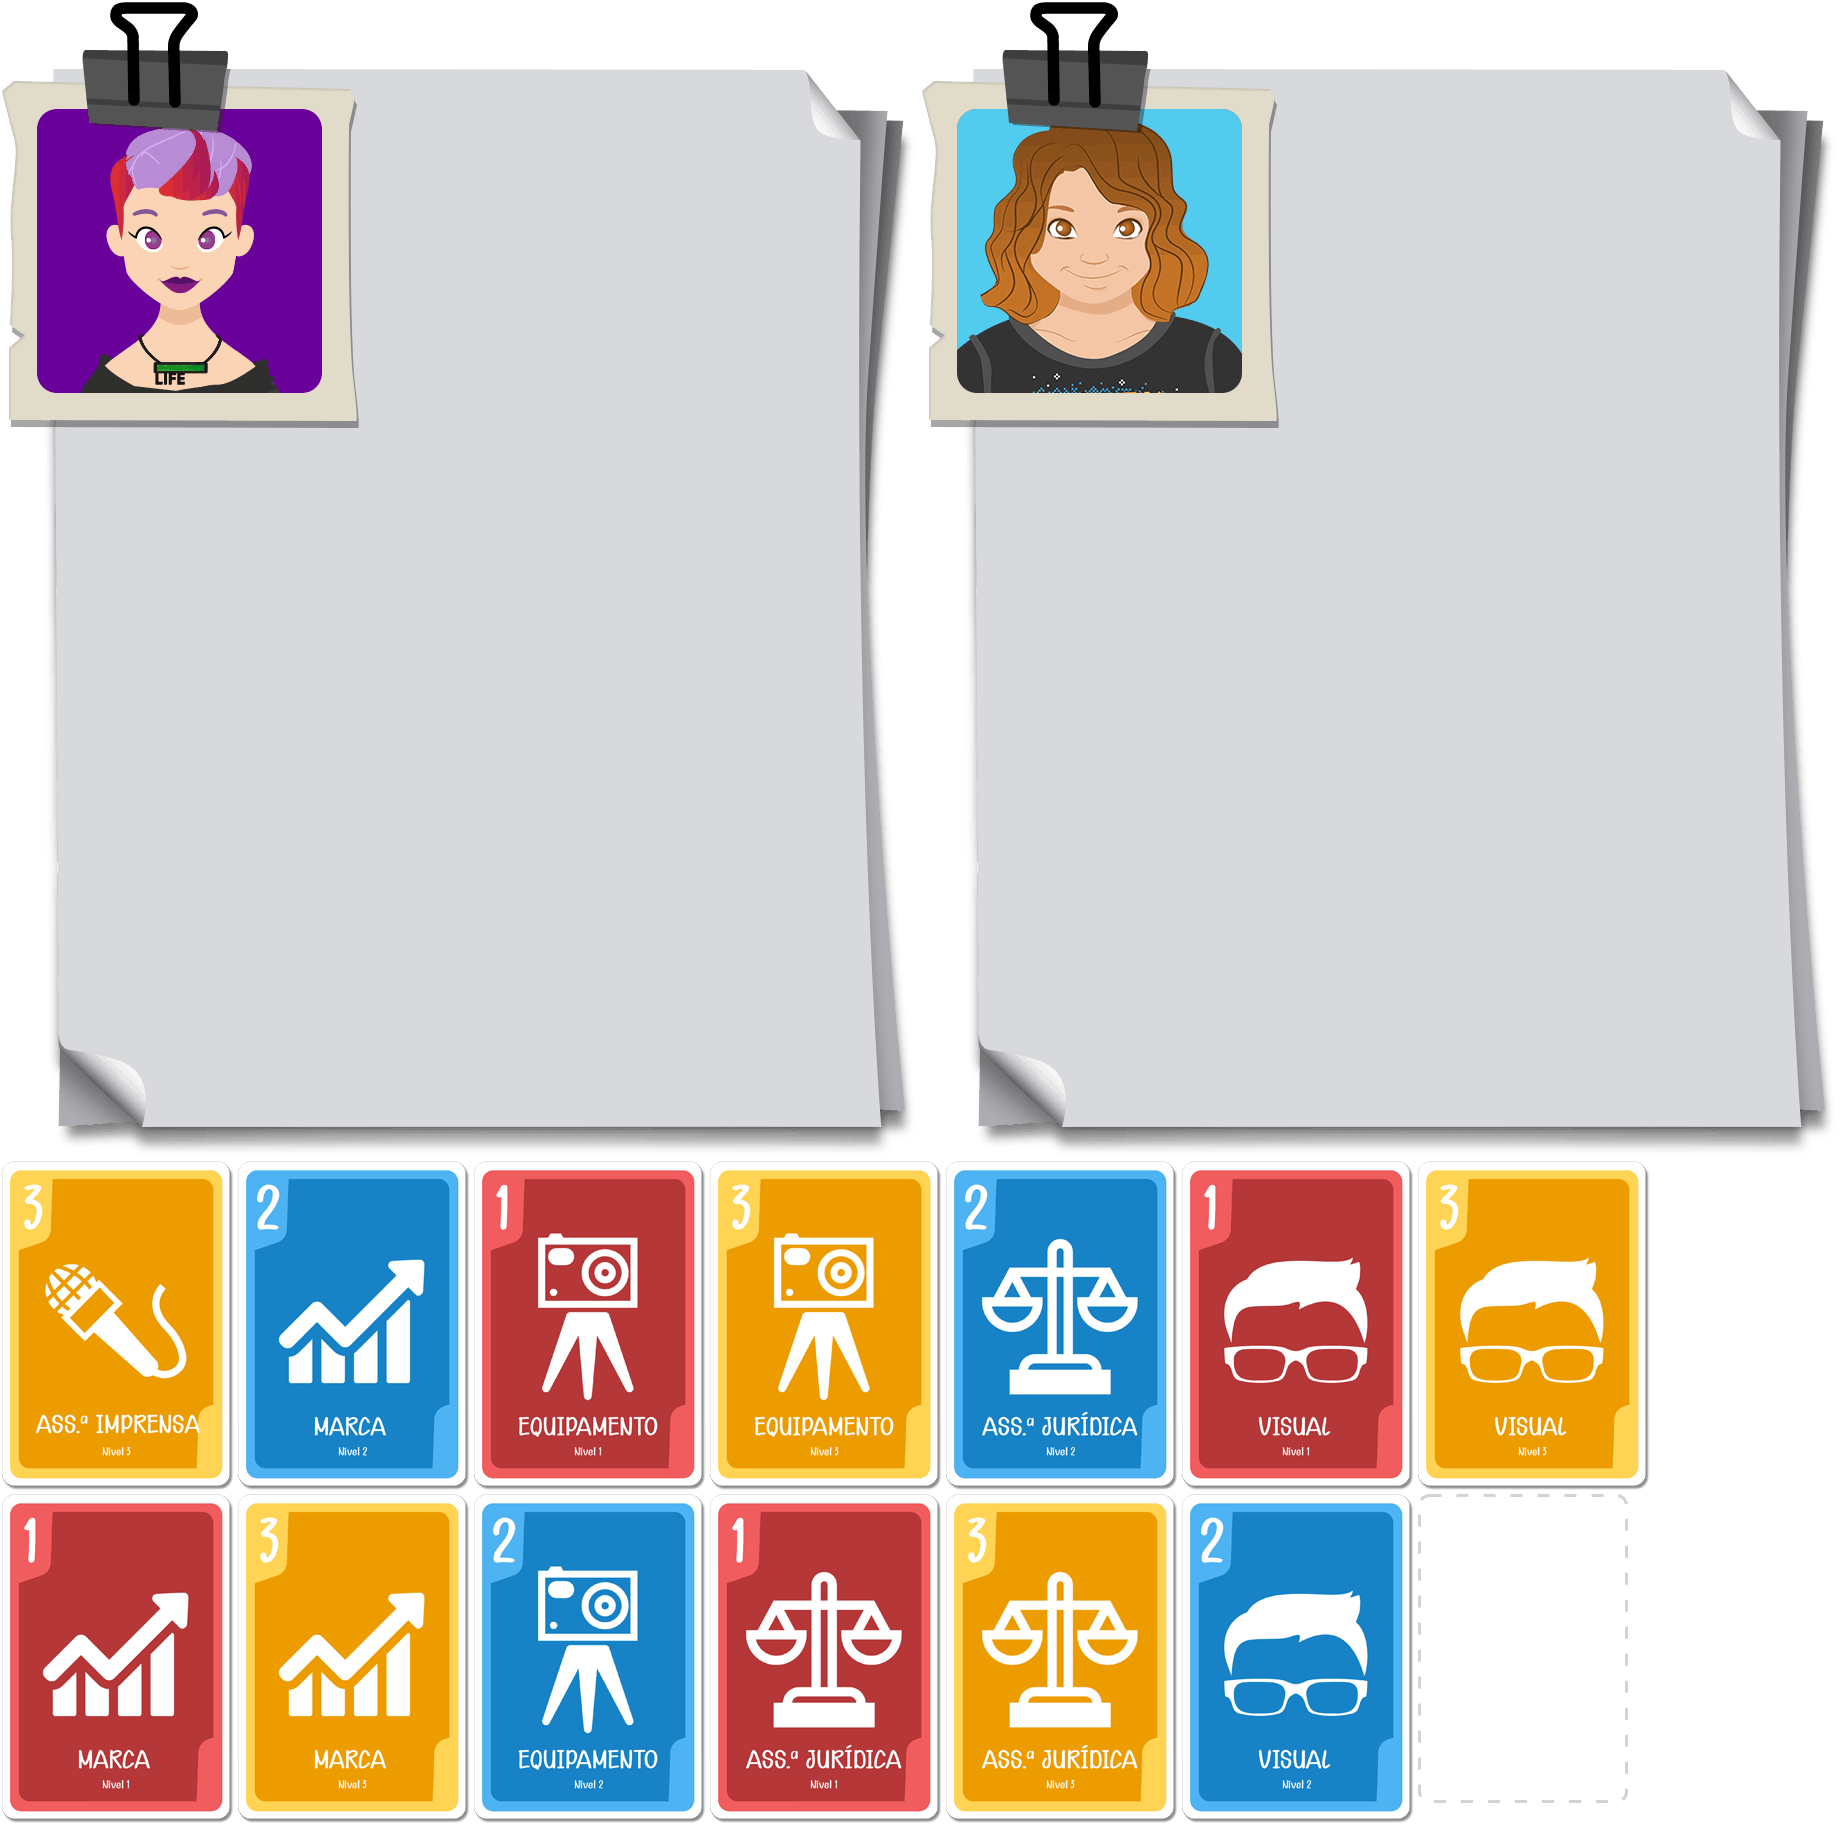 LIFE
3
ASS.ª IMPRENSA
Nível 3
2
MARCA
Nível 2
1
EQUIPAMENTO
Nível 1
3
EQUIPAMENTO
Nível 3
2
ASS.ª JURÍDICA
Nível 2
1
VISUAL
Nível 1
3
VISUAL
Nível 3
1
MARCA
Nível 1
3
MARCA
Nível 3
2
EQUIPAMENTO
Nível 2
1
ASS.ª JURÍDICA
Nível 1
3
ASS.ª JURÍDICA
Nível 3
2
VISUAL
Nível 2